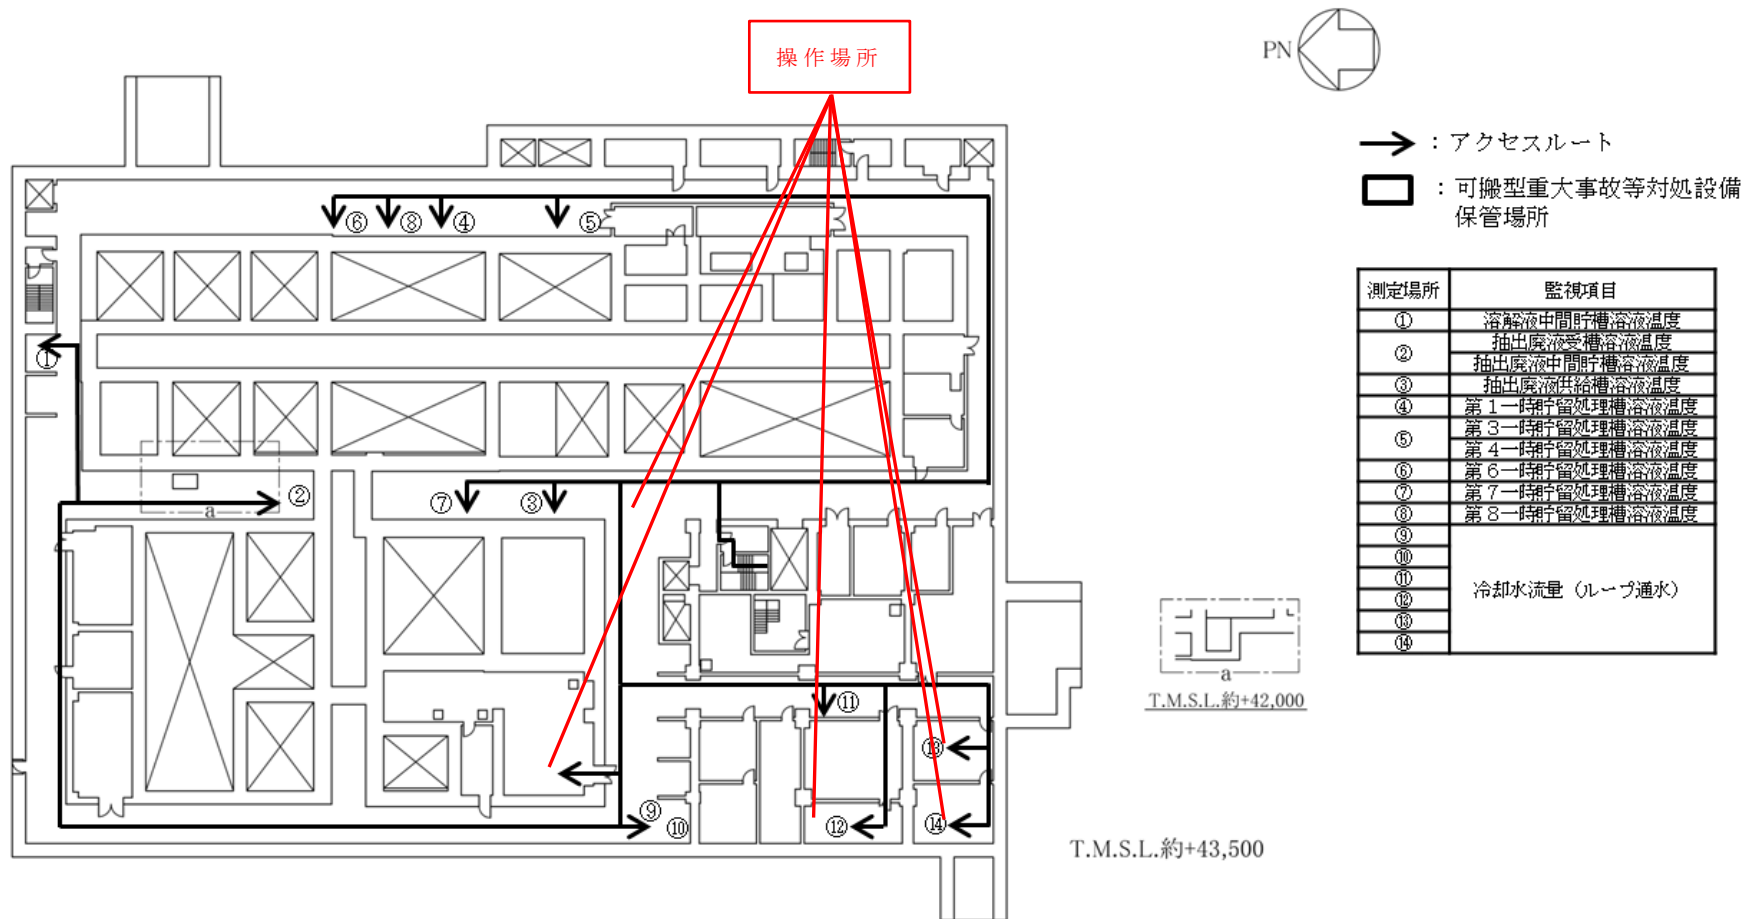 操作場所
PN
：アクセスルート
：可搬型重大事故等対処設備
保管場所
⑥
⑧
④
⑤
①
②
a
⑦
③
⑪
⑬
⑨
⑩
⑫
⑭
測定場所 監視項目
① 溶解液中間貯槽溶液温度
② 抽出廃液受槽溶液温度
抽出廃液中間貯槽溶液温度
③ 抽出廃液供給槽溶液温度
④ 第１一時貯留処理槽溶液温度
⑤ 第３一時貯留処理槽溶液温度
第４一時貯留処理槽溶液温度
⑥ 第６一時貯留処理槽溶液温度
⑦ 第７一時貯留処理槽溶液温度
⑧ 第８一時貯留処理槽溶液温度
⑨
⑩
⑪
⑫
⑬
⑭
冷却水流量（ループ通水）
a
T.M.S.L.約+42,000
T.M.S.L.約+43,500